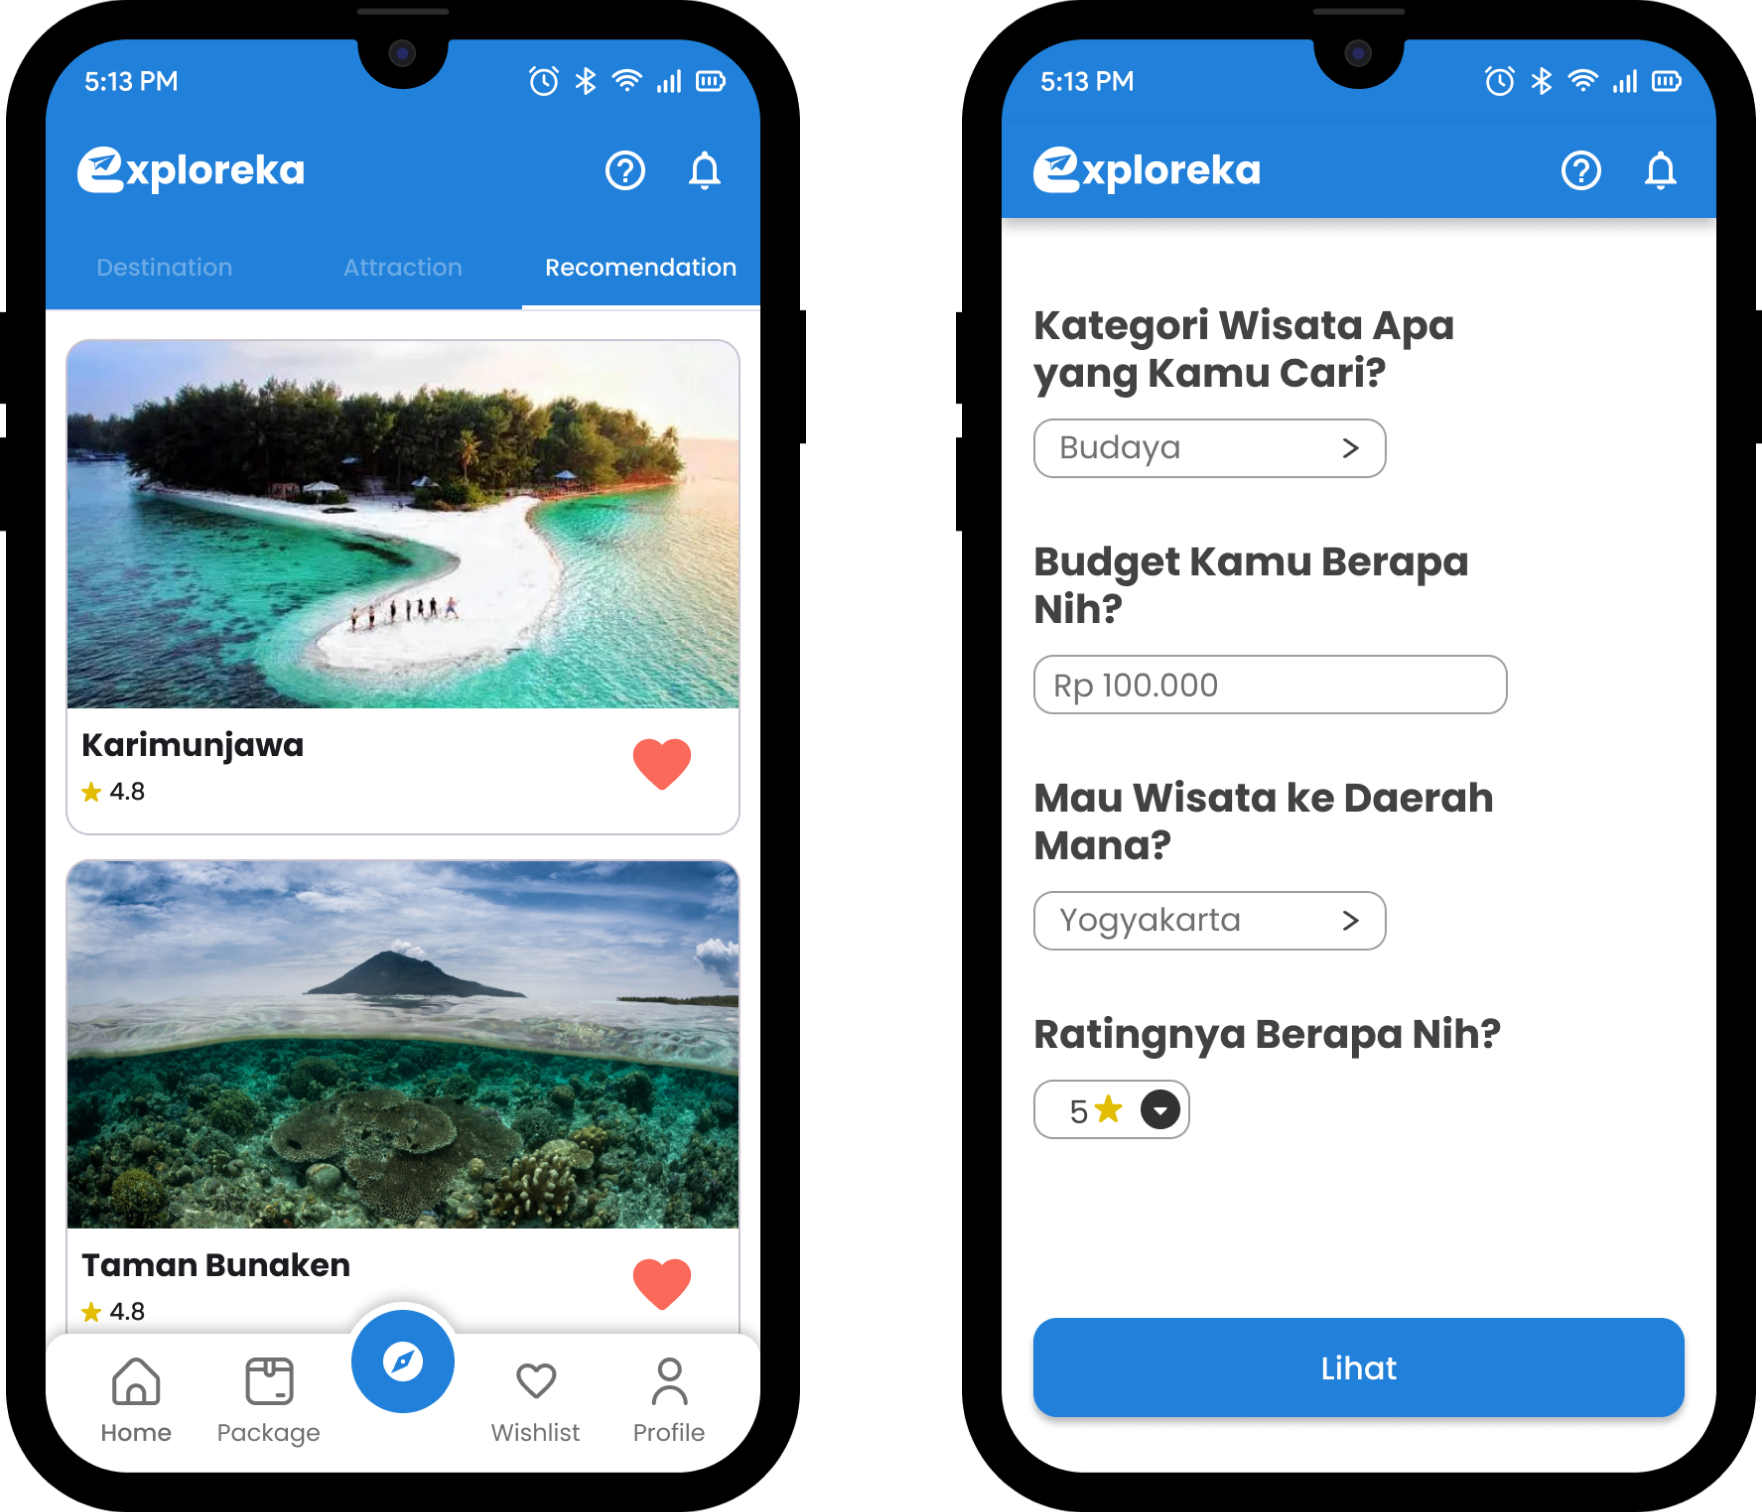 5:13 PM
exploreka
Destination Attraction Recomendation
Karimunjawa
4.8
Taman Bunaken
4.8
Home Package Wishlist Profile
5:13 PM
exploreka
Kategori Wisata Apa
yang Kamu Cari?
Budaya >
Budget Kamu Berapa
Nih?
Rp 100.000
Mau Wisata ke Daerah
Mana?
Yogyakarta >
Ratingnya Berapa Nih?
5
Lihat